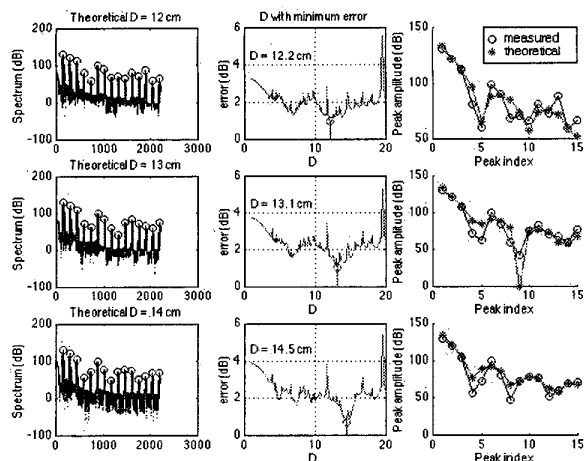 Theoretical D = 12 cm
D with minimum error
Spectrum (dB)
200
100
0
-100
0 1000 2000 3000
error (dB)
6
4
2
0
D = 12.2 cm
0 10 20
D
Peak amplitude (dB)
150
100
50
measured
theoretical
0 5 10 15
Peak index
Theoretical D = 13 cm
Spectrum (dB)
200
100
0
-100
0 1000 2000 3000
error (dB)
6
4
2
0
D = 13.1 cm
0 10 20
D
Peak amplitude (dB)
150
100
50
0
0 5 10 15
Peak index
Theoretical D = 14 cm
Spectrum (dB)
200
100
0
-100
0 1000 2000 3000
error (dB)
6
4
2
0
D = 14.5 cm
0 10 20
D
Peak amplitude (dB)
150
100
50
0
0 5 10 15
Peak index